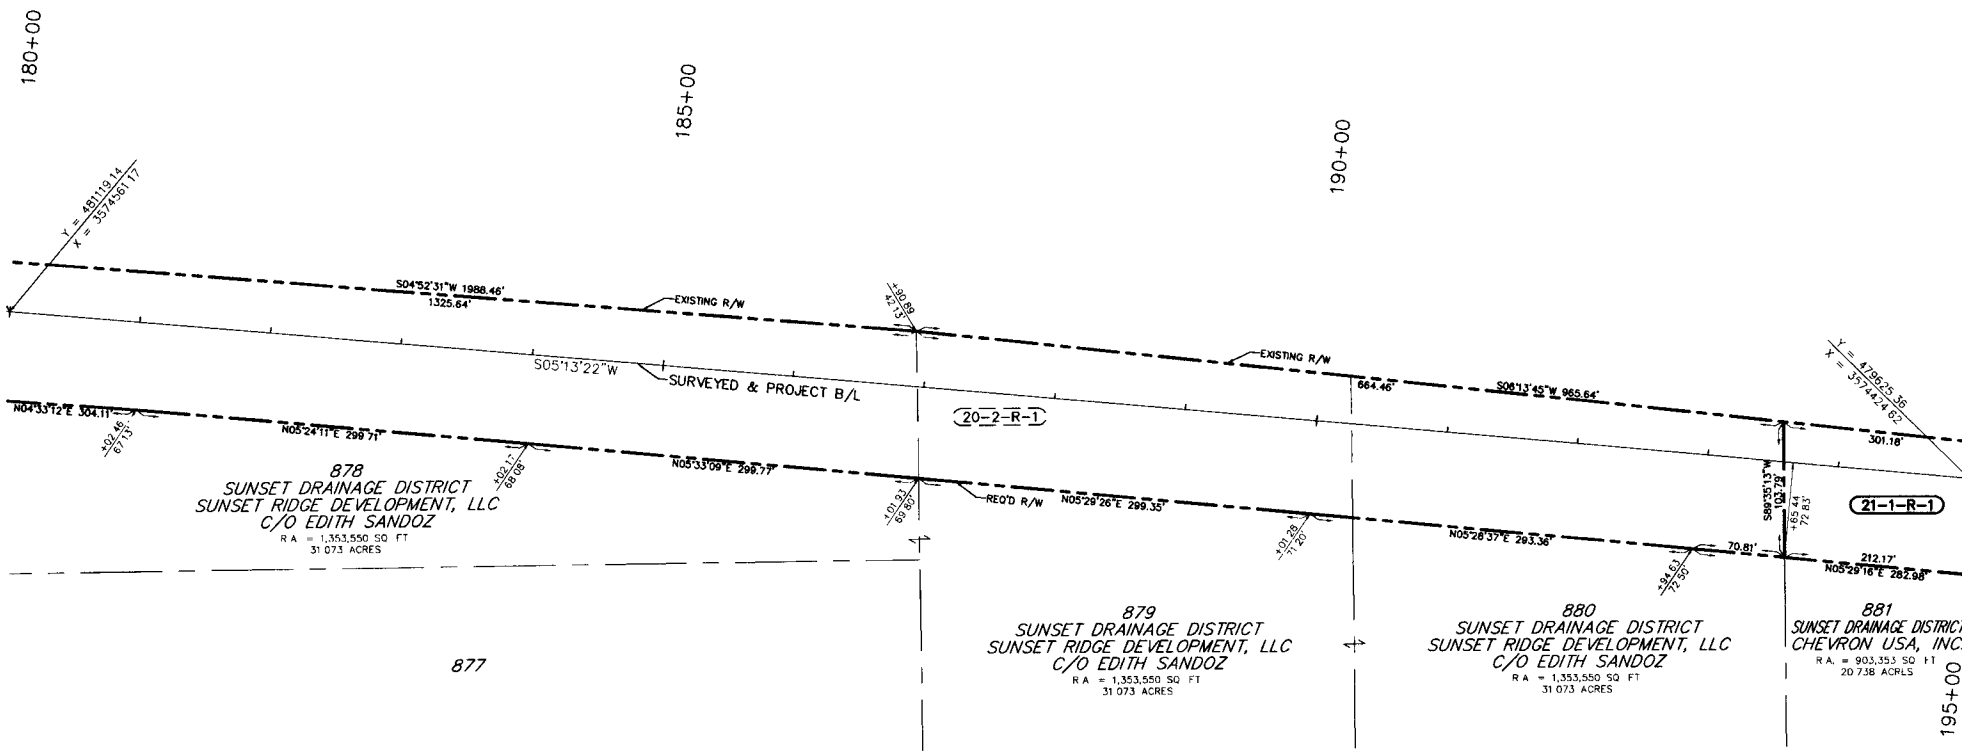 180+00
185+00
190+00
Y = 481119.14
X = 3574561.17
S04°52'31"W 1988.46'
1325.64'
EXISTING R/W
+90.89
42.13'
EXISTING R/W
664.46'
S06°13'45"W 965.64'
Y = 479625.36
X = 3574424.62
301.18'
S05°13'22"W
SURVEYED & PROJECT B/L
20-2-R-1
21-1-R-1
S89°35'13"W
103.79'
+65.44
72.83'
N04°33'12"E 304.11'
+02.46
67.13'
N05°24'11"E 299.71'
+02.17
68.08'
N05°33'09"E 299.77'
+01.93
69.80'
REQ'D R/W
N05°29'26"E 299.35'
+01.28
71.20'
N05°28'37"E 293.36'
+94.63
72.50'
70.81'
212.17'
N05°29'16"E 282.98'
878
SUNSET DRAINAGE DISTRICT
SUNSET RIDGE DEVELOPMENT, LLC
C/O EDITH SANDOZ
R.A. = 1,353,550 SQ. FT.
31.073 ACRES
877
879
SUNSET DRAINAGE DISTRICT
SUNSET RIDGE DEVELOPMENT, LLC
C/O EDITH SANDOZ
R.A. = 1,353,550 SQ. FT.
31.073 ACRES
880
SUNSET DRAINAGE DISTRICT
SUNSET RIDGE DEVELOPMENT, LLC
C/O EDITH SANDOZ
R.A. = 1,353,550 SQ. FT.
31.073 ACRES
881
SUNSET DRAINAGE DISTRICT
CHEVRON USA, INC.
R.A. = 903,353 SQ. FT.
20.738 ACRES
195+00